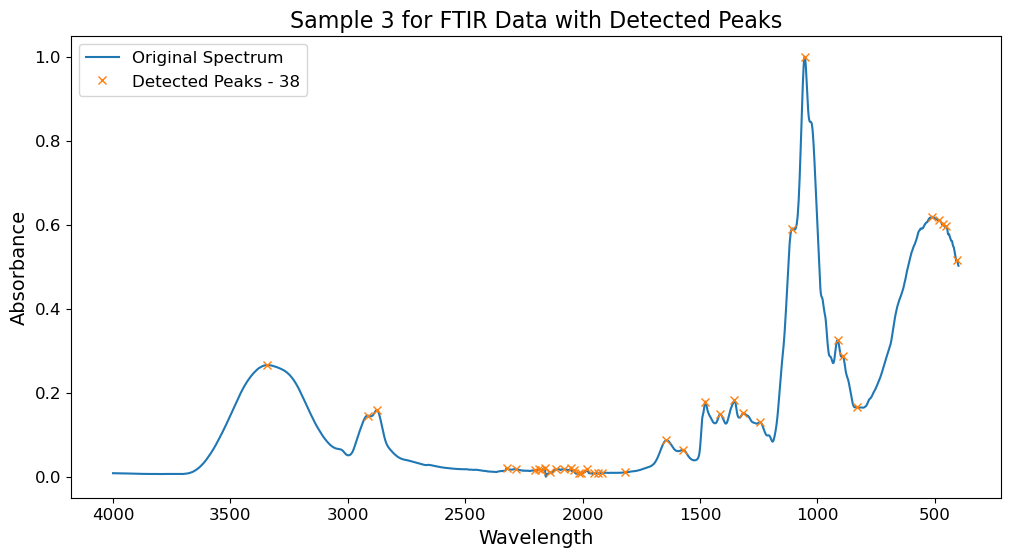 Sample 3 for FTIR Data with Detected Peaks
Original Spectrum
Detected Peaks - 38
Absorbance
1.0
0.8
0.6
0.4
0.2
0.0
4000 3500 3000 2500 2000 1500 1000 500
Wavelength